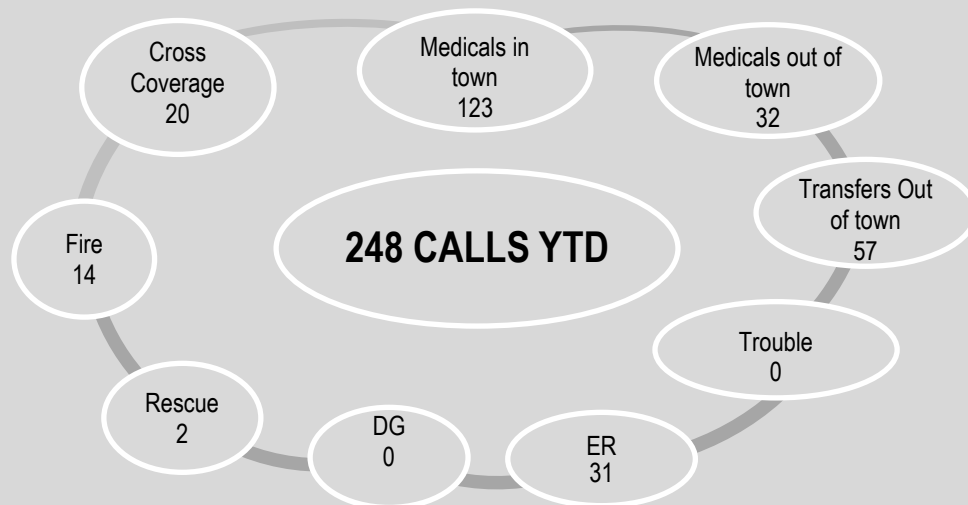 Cross
Coverage
20
Medicals in
town
123
Medicals out of
town
32
Transfers Out
of town
57
248 CALLS YTD
Fire
14
Trouble
0
Rescue
2
DG
0
ER
31